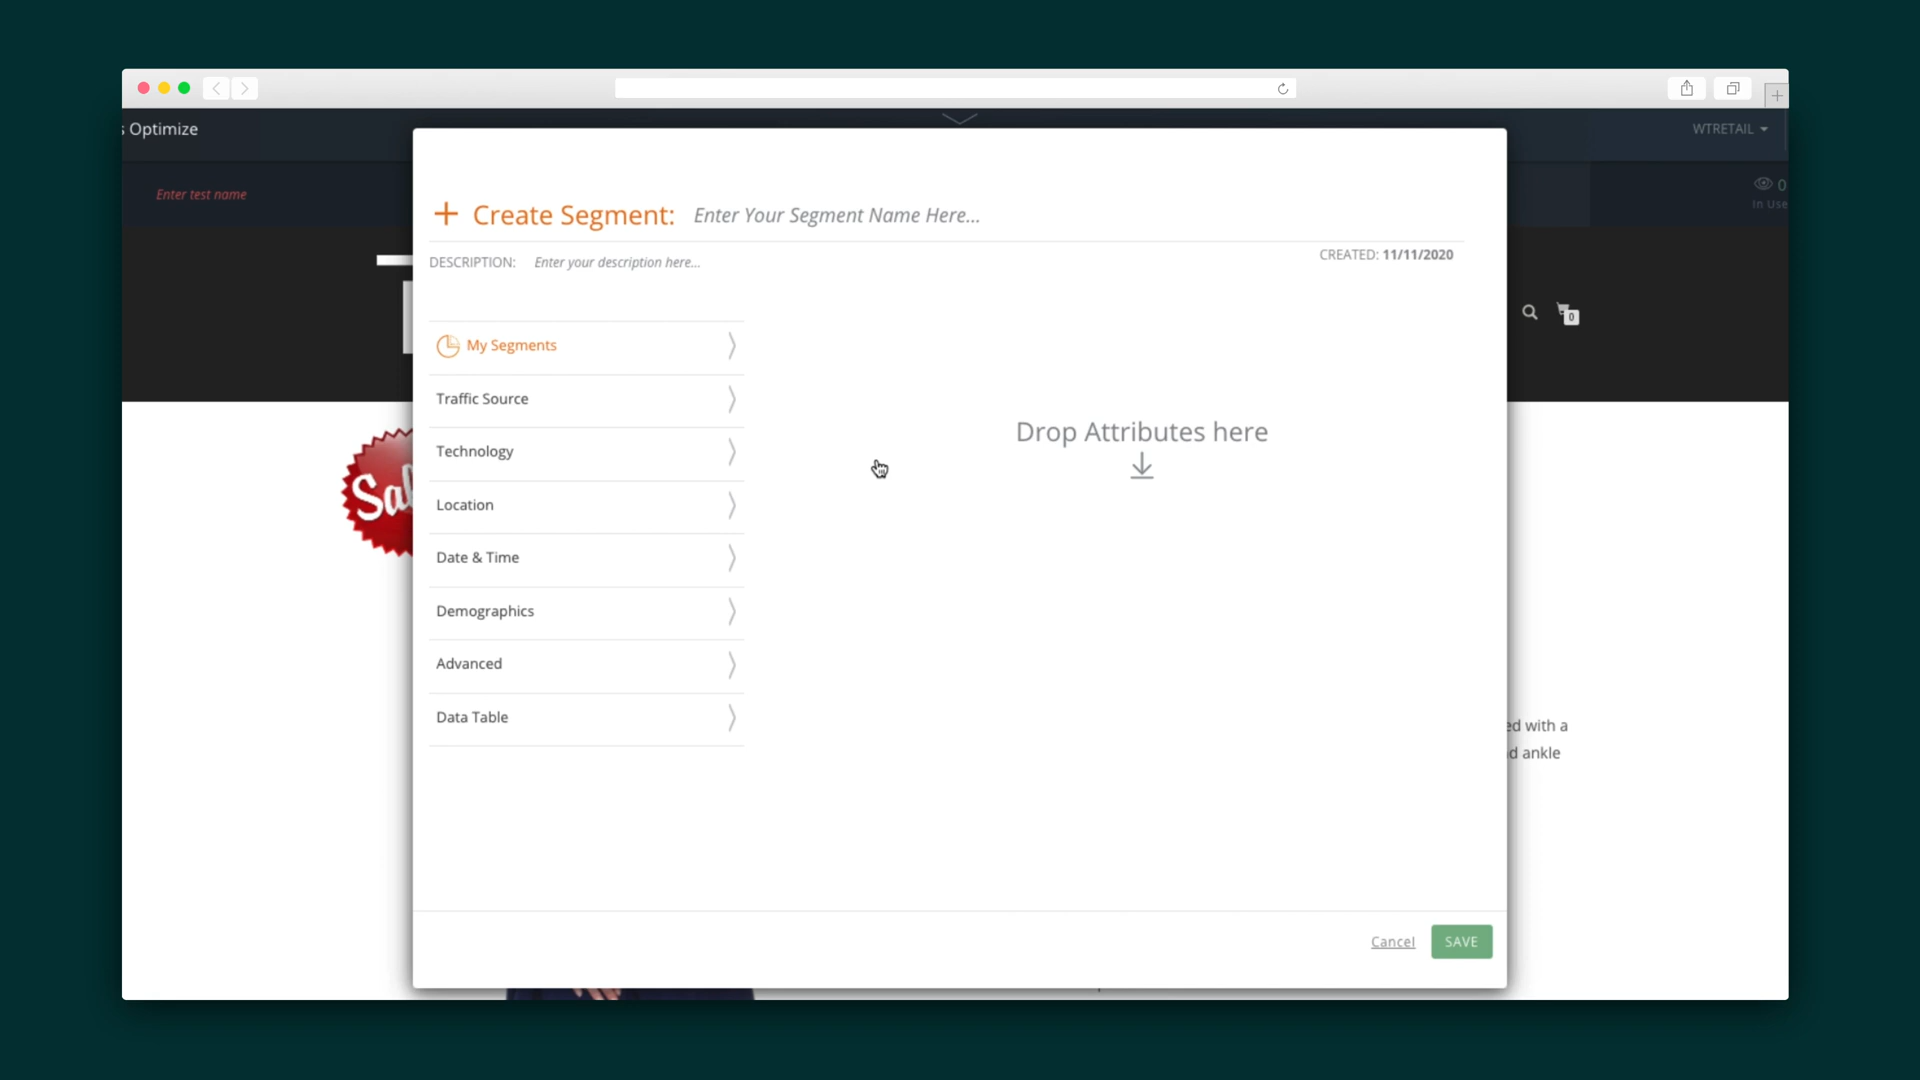 Optimize
WTRETAIL
Enter test name
0
In Use
+ Create Segment: Enter Your Segment Name Here...
DESCRIPTION: Enter your description here...
CREATED: 11/11/2020
0
My Segments
Traffic Source
Technology
Location
Date & Time
Demographics
Advanced
Data Table
Drop Attributes here
with a
ankle
Cancel
SAVE